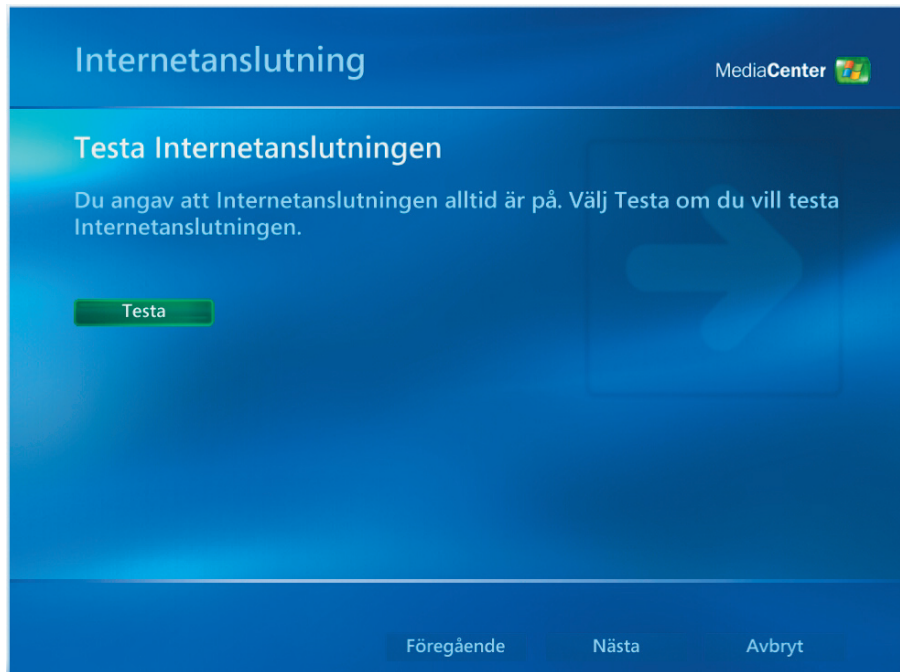 Internetanslutning
MediaCenter
Testa Internetanslutningen
Du angav att Internetanslutningen alltid är på. Välj Testa om du vill testa
Internetanslutningen.
Testa
Föregående Nästa Avbryt